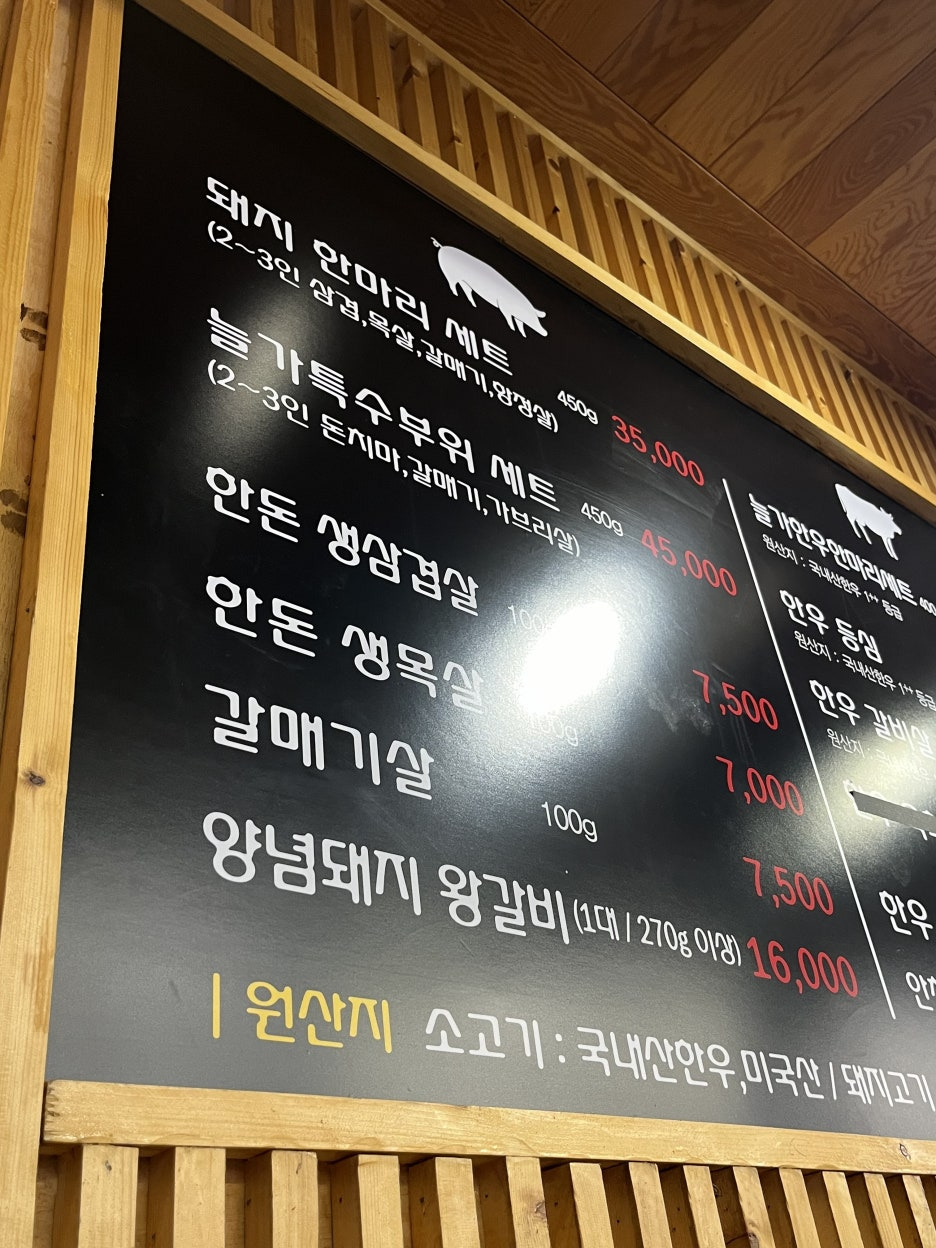 돼지 한마리 세트
(2~3인 삼겹,목살,갈매기,항정살) 450g 35,000
늘가특수부위 세트
(2~3인 돈치마,갈매기,가브리살) 450g 45,000
한돈 생삼겹살 7,500
한돈 생목살 7,000
갈매기살 100g 7,500
양념돼지 왕갈비 (1대 / 270g 이상) 16,000
| 원산지 소고기 : 국내산한우,미국산 / 돼지고기
늘가한우한마리세트
원산지 : 국내산한우 1++ 등급
한우 등심
원산지 : 국내산한우 1++ 등급
한우 갈비살
원산지 :
한우